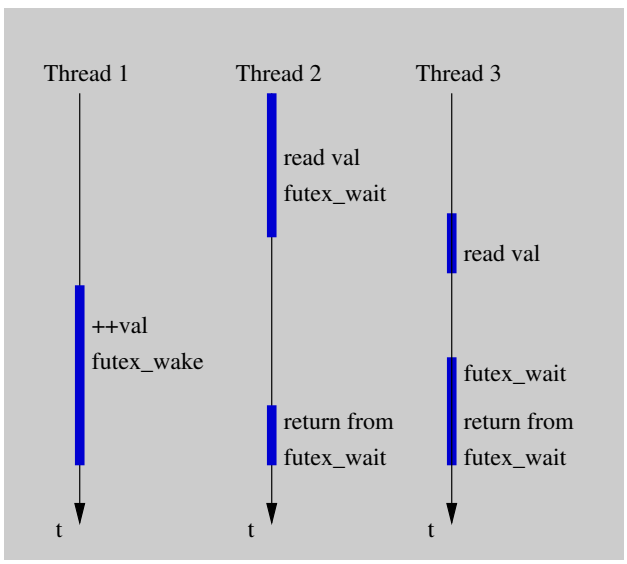 Thread 1
Thread 2
Thread 3
read val
futex_wait
read val
++val
futex_wake
futex_wait
return from
futex_wait
return from
futex_wait
t
t
t